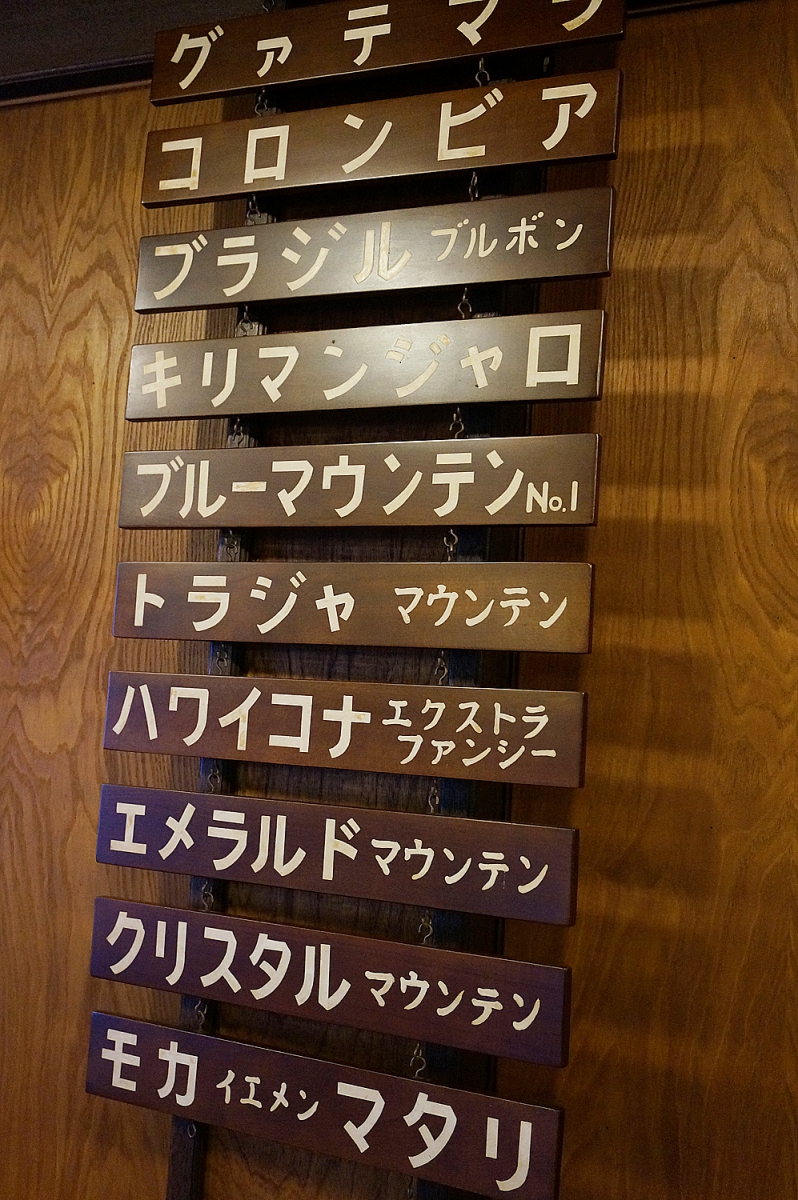 グァテマラ
コロンビア
ブラジル ブルボン
キリマンジャロ
ブルーマウンテンNo.1
トラジャ マウンテン
ハワイコナ エクストラ
ファンシー
エメラルドマウンテン
クリスタルマウンテン
モカ イエメン マタリ